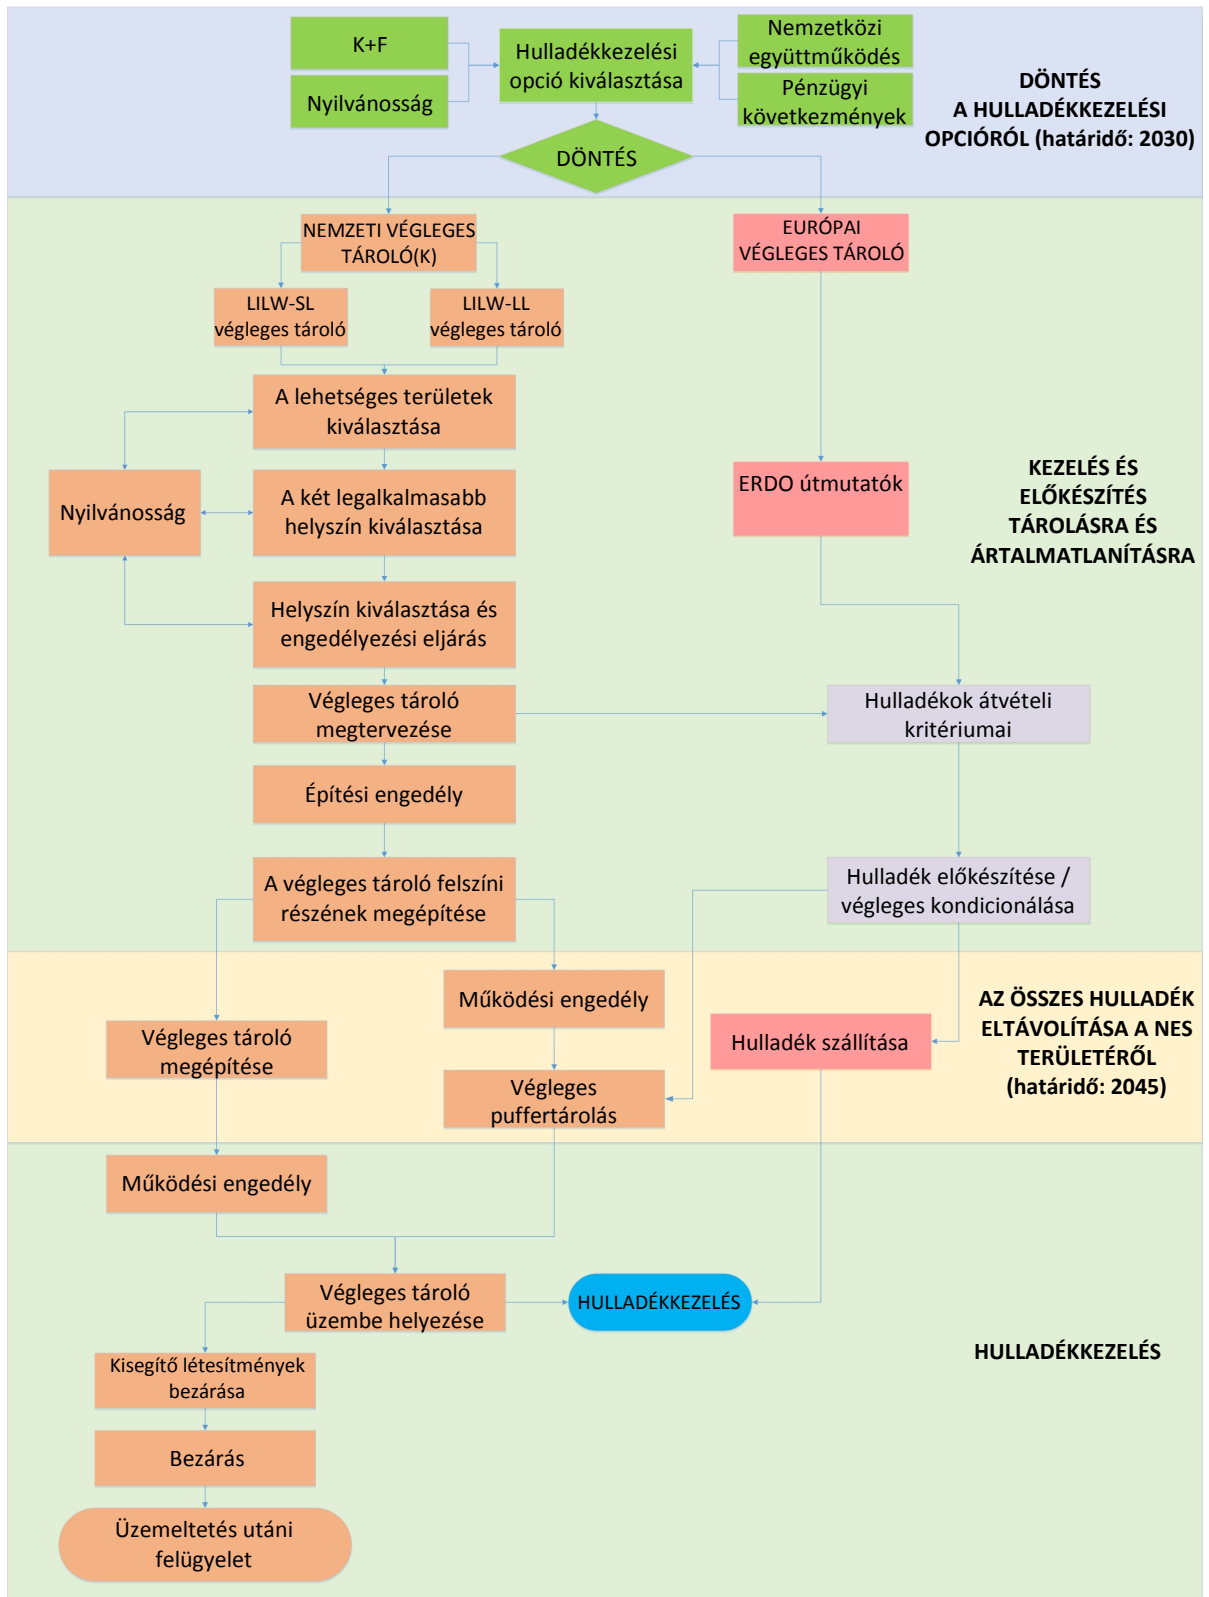 K+F
Nyilvánosság
Hulladékkezelési
opció kiválasztása
Nemzetközi
együttműködés
Pénzügyi
következmények
DÖNTÉS
A HULLADÉKKEZELÉSI
OPCIÓRÓL (határidő: 2030)
DÖNTÉS
NEMZETI VÉGLEGES
TÁROLÓ(K)
EURÓPAI
VÉGLEGES TÁROLÓ
LILW-SL
végleges tároló
LILW-LL
végleges tároló
A lehetséges területek
kiválasztása
Nyilvánosság
A két legalkalmasabb
helyszín kiválasztása
ERDO útmutatók
KEZELÉS ÉS
ELŐKÉSZÍTÉS
TÁROLÁSRA ÉS
ÁRTALMATLANÍTÁSRA
Helyszín kiválasztása és
engedélyezési eljárás
Végleges tároló
megtervezése
Hulladékok átvételi
kritériumai
Építési engedély
A végleges tároló felszíni
részének megépítése
Hulladék előkészítése /
végleges kondicionálása
Működési engedély
Végleges tároló
megépítése
Hulladék szállítása
AZ ÖSSZES HULLADÉK
ELTÁVOLÍTÁSA A NES
TERÜLETÉRŐL
(határidő: 2045)
Végleges
puffertárolás
Működési engedély
Végleges tároló
üzembe helyezése
HULLADÉKKEZELÉS
HULLADÉKKEZELÉS
Kisegítő létesítmények
bezárása
Bezárás
Üzemeltetés utáni
felügyelet